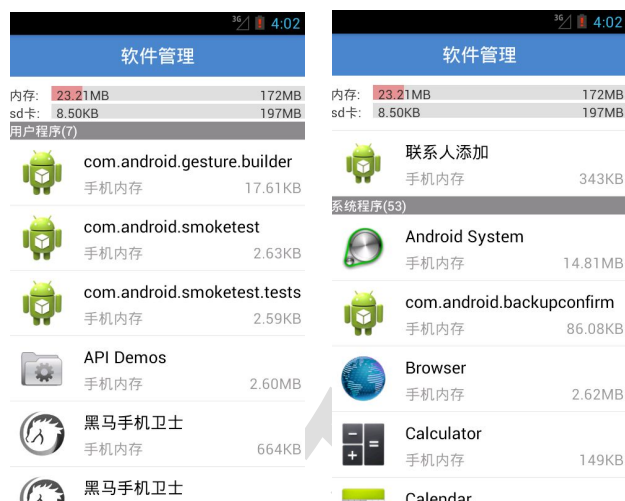 3G 4:02
软件管理
内存: 23.21MB 172MB
sd卡: 8.50KB 197MB
用户程序(7)
com.android.gesture.builder
手机内存 17.61KB
com.android.smoketest
手机内存 2.63KB
com.android.smoketest.tests
手机内存 2.59KB
API Demos
手机内存 2.60MB
黑马手机卫士
手机内存 664KB
黑马手机卫士
3G 4:02
软件管理
内存: 23.21MB 172MB
sd卡: 8.50KB 197MB
联系人添加
手机内存 343KB
系统程序(53)
Android System
手机内存 14.81MB
com.android.backupconfirm
手机内存 86.08KB
Browser
手机内存 2.62MB
Calculator
手机内存 149KB
Calendar